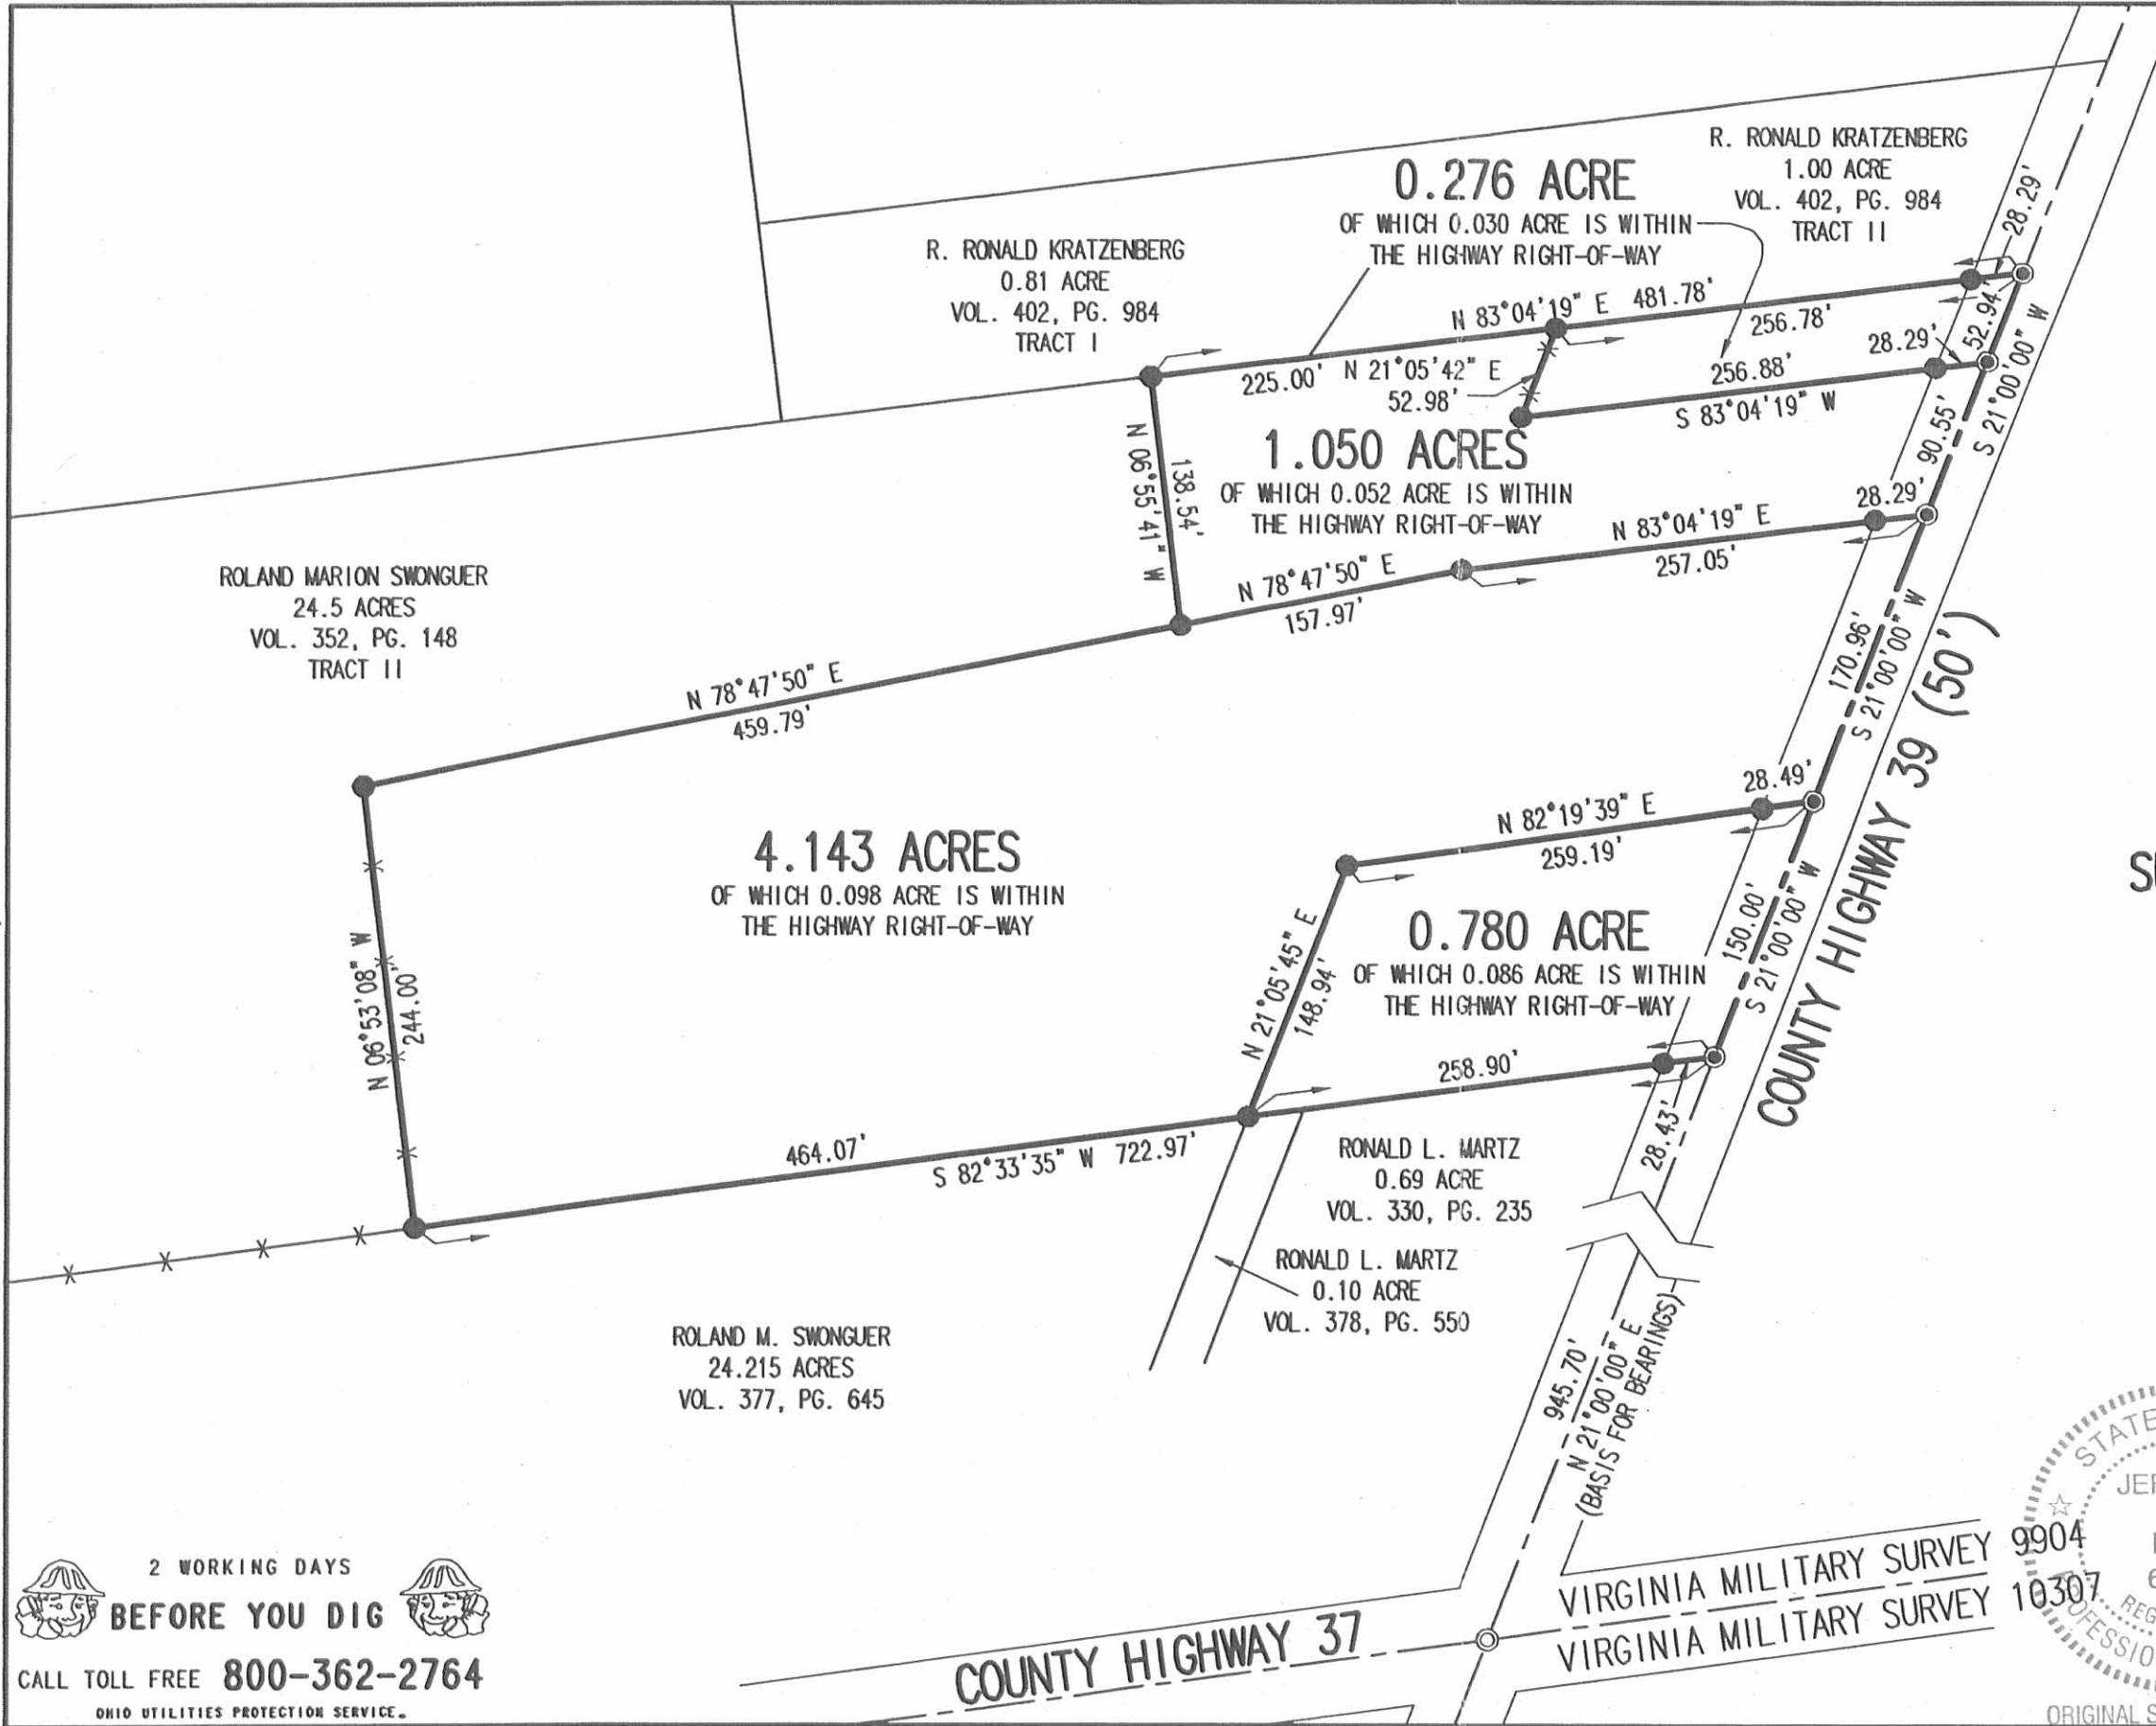 R. RONALD KRATZENBERG
1.00 ACRE
VOL. 402, PG. 984
TRACT II
0.276 ACRE
OF WHICH 0.030 ACRE IS WITHIN
THE HIGHWAY RIGHT-OF-WAY
R. RONALD KRATZENBERG
0.81 ACRE
VOL. 402, PG. 984
TRACT I
28.29'
N 83°04'19" E 481.78'
256.78'
52.94'
28.29'
S 21°00'00" W
225.00'
N 21°05'42" E
52.98'
256.88'
S 83°04'19" W
90.55'
N 06°55'41" W
138.54'
1.050 ACRES
OF WHICH 0.052 ACRE IS WITHIN
THE HIGHWAY RIGHT-OF-WAY
28.29'
N 83°04'19" E
257.05'
N 78°47'50" E
157.97'
ROLAND MARION SWONGUER
24.5 ACRES
VOL. 352, PG. 148
TRACT II
N 78°47'50" E
459.79'
170.96'
S 21°00'00" W
COUNTY HIGHWAY 39 (50')
28.49'
N 82°19'39" E
259.19'
4.143 ACRES
OF WHICH 0.098 ACRE IS WITHIN
THE HIGHWAY RIGHT-OF-WAY
0.780 ACRE
OF WHICH 0.086 ACRE IS WITHIN
THE HIGHWAY RIGHT-OF-WAY
150.00'
S 21°00'00" W
N 21°05'45" E
148.94'
N 06°53'08" W
244.00'
258.90'
28.43'
464.07'
S 82°33'35" W 722.97'
RONALD L. MARTZ
0.69 ACRE
VOL. 330, PG. 235
RONALD L. MARTZ
0.10 ACRE
VOL. 378, PG. 550
ROLAND M. SWONGUER
24.215 ACRES
VOL. 377, PG. 645
945.70'
N 21°00'00" E
(BASIS FOR BEARINGS)
2 WORKING DAYS
BEFORE YOU DIG
CALL TOLL FREE 800-362-2764
OHIO UTILITIES PROTECTION SERVICE.
COUNTY HIGHWAY 37
VIRGINIA MILITARY SURVEY 9904
VIRGINIA MILITARY SURVEY 10307
STATE
ORIGINAL S